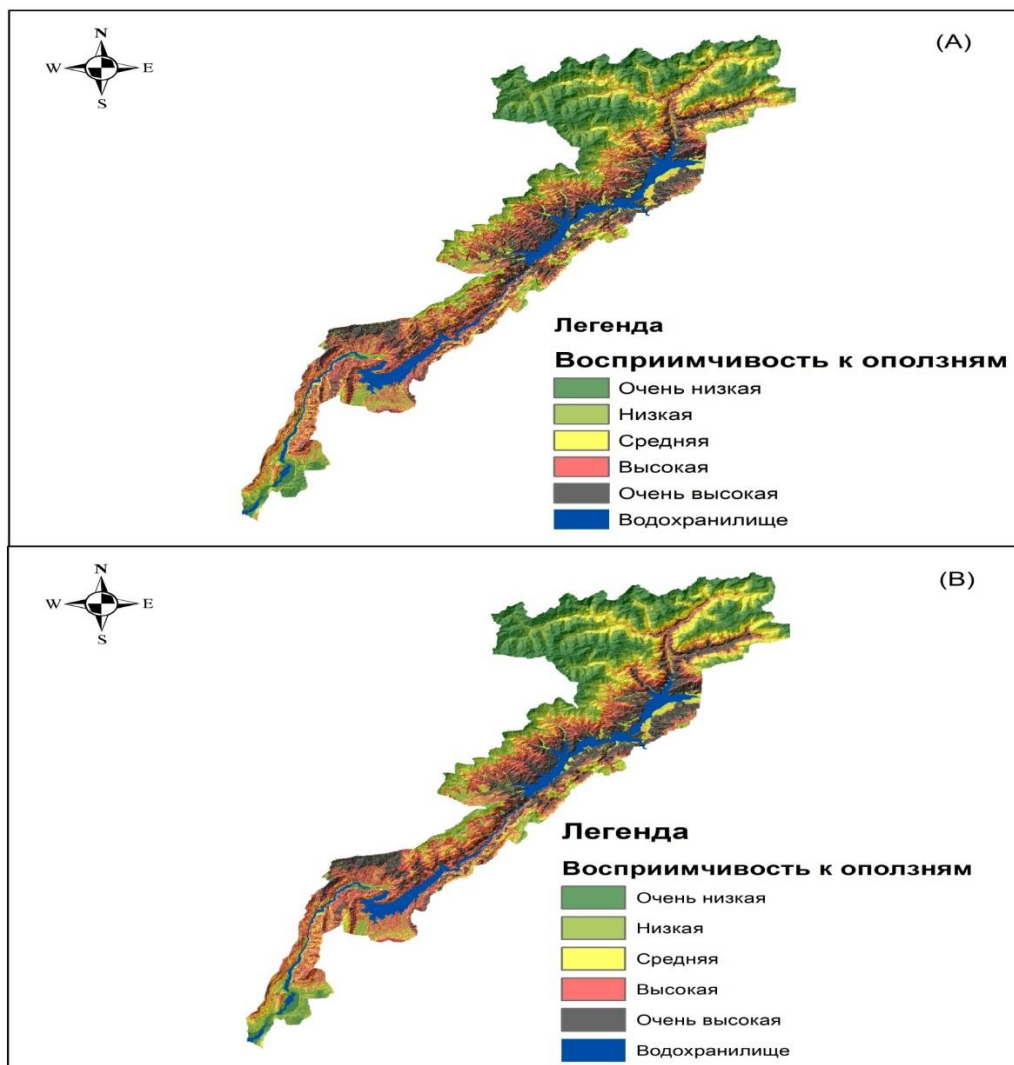 (A)
N
W E
S
Легенда
Восприимчивость к оползням
Очень низкая
Низкая
Средняя
Высокая
Очень высокая
Водохранилище
(B)
N
W E
S
Легенда
Восприимчивость к оползням
Очень низкая
Низкая
Средняя
Высокая
Очень высокая
Водохранилище